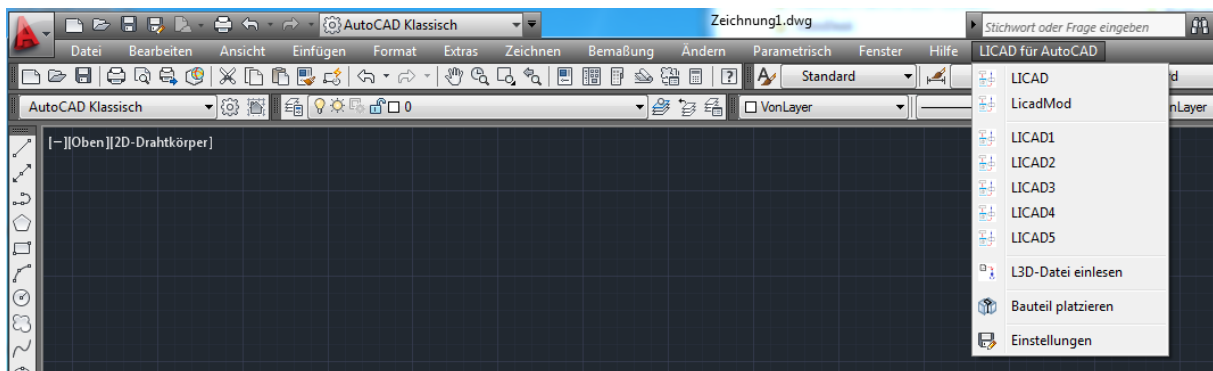 AutoCAD Klassisch Zeichnung1.dwg Stichwort oder Frage eingeben
Datei Bearbeiten Ansicht Einfügen Format Extras Zeichnen Bemaßung Ändern Parametrisch Fenster Hilfe LICAD für AutoCAD
Standard
AutoCAD Klassisch 0 VonLayer nLayer
[−][Oben][2D-Drahtkörper]
LICAD
LicadMod
LICAD1
LICAD2
LICAD3
LICAD4
LICAD5
L3D-Datei einlesen
Bauteil platzieren
Einstellungen